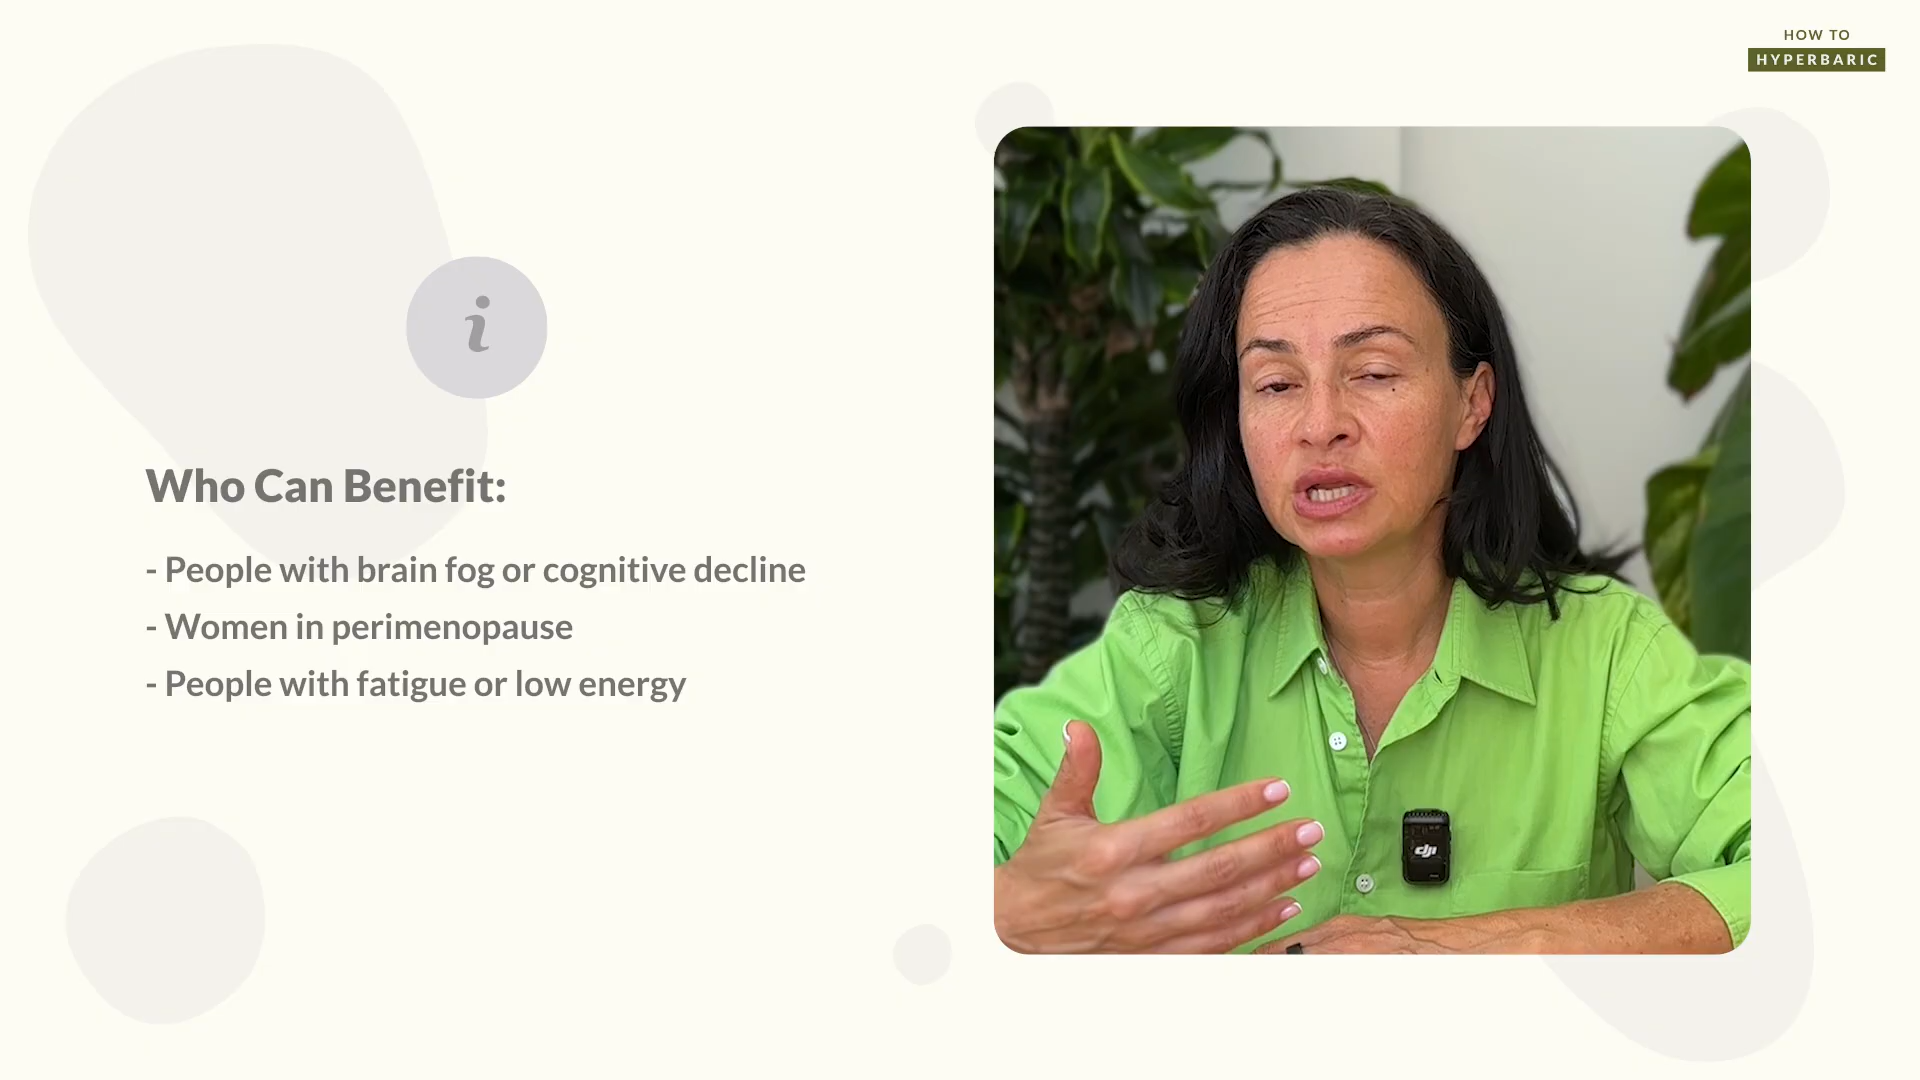 HOW TO
HYPERBARIC
i
Who Can Benefit:
- People with brain fog or cognitive decline
- Women in perimenopause
- People with fatigue or low energy
dji